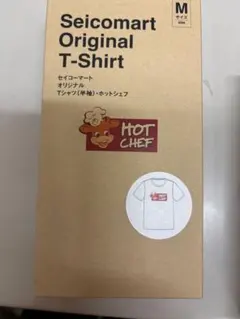 Seicomart
Original
T-Shirt
M
サイズ
セイコーマート
オリジナル
Tシャツ(半袖)・ホットシェフ
HOT
CHEF